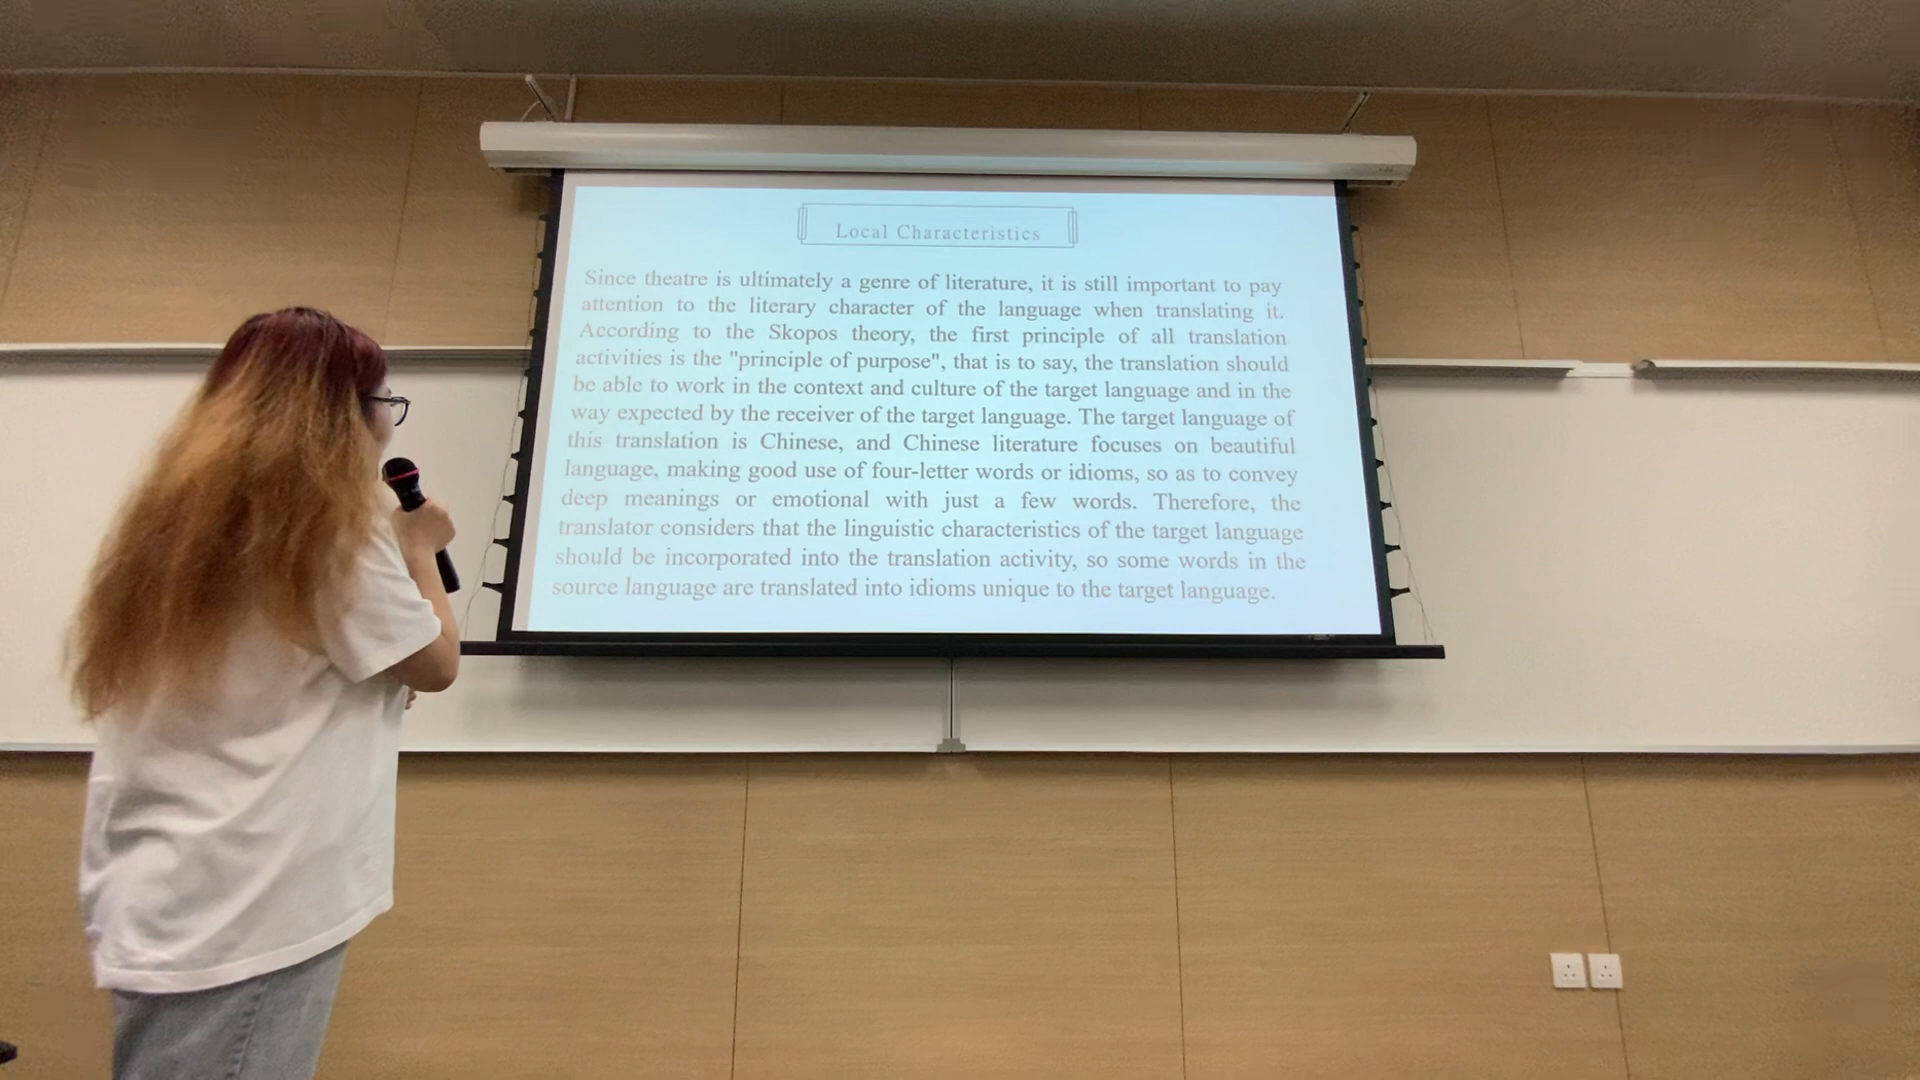 Local Characteristics
Since theatre is ultimately a genre of literature, it is still important to pay
attention to the literary character of the language when translating it.
According to the Skopos theory, the first principle of all translation
activities is the "principle of purpose", that is to say, the translation should
be able to work in the context and culture of the target language and in the
way expected by the receiver of the target language. The target language of
this translation is Chinese, and Chinese literature focuses on beautiful
language, making good use of four-letter words or idioms, so as to convey
deep meanings or emotional with just a few words. Therefore, the
translator considers that the linguistic characteristics of the target language
should be incorporated into the translation activity, so some words in the
source language are translated into idioms unique to the target language.